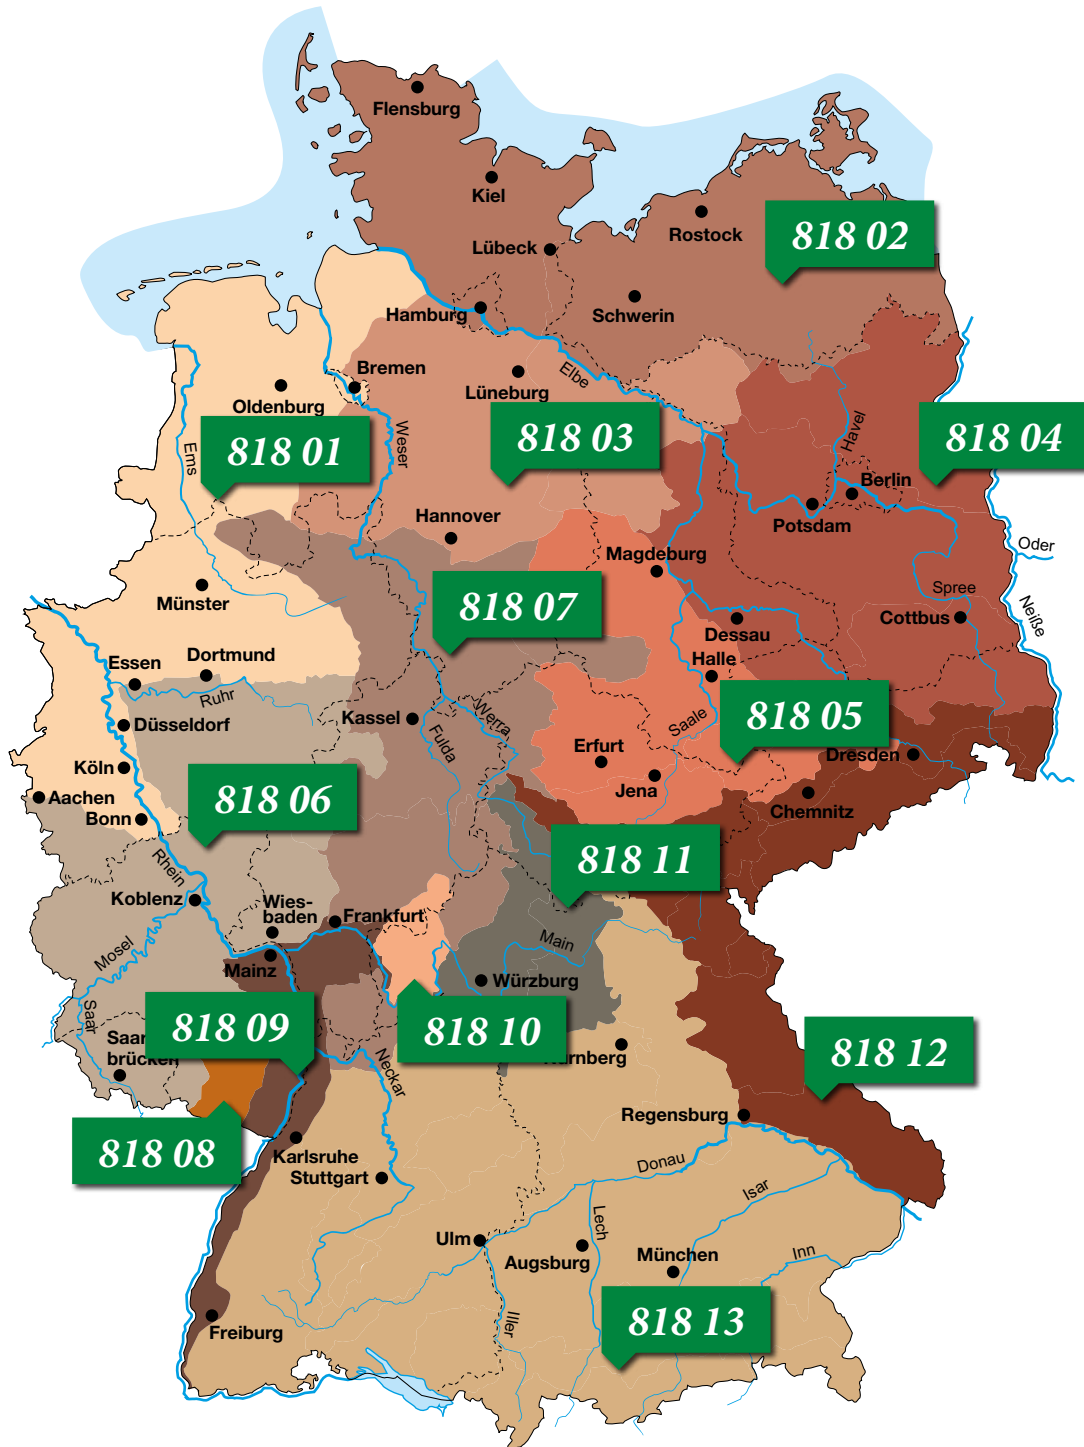 Flensburg
Kiel
Rostock
818 02
Lübeck
Schwerin
Hamburg
Elbe
Bremen
Lüneburg
Oldenburg
Havel
818 01
Ems
Weser
818 03
818 04
Berlin
Potsdam
Hannover
Oder
Magdeburg
Spree
Neiße
Münster
818 07
Dessau
Cottbus
Essen
Dortmund
Halle
Ruhr
Düsseldorf
Kassel
Fulda
Werra
Saale
818 05
Erfurt
Dresden
Köln
Jena
Aachen
818 06
Chemnitz
Bonn
Rhein
818 11
Koblenz
Wies-
baden
Frankfurt
Mosel
Main
Mainz
Würzburg
Saar
818 09
818 10
Saar
brücken
Nürnberg
818 12
Neckar
Regensburg
818 08
Karlsruhe
Stuttgart
Donau
Isar
Lech
Ulm
Augsburg
München
Inn
Iller
818 13
Freiburg